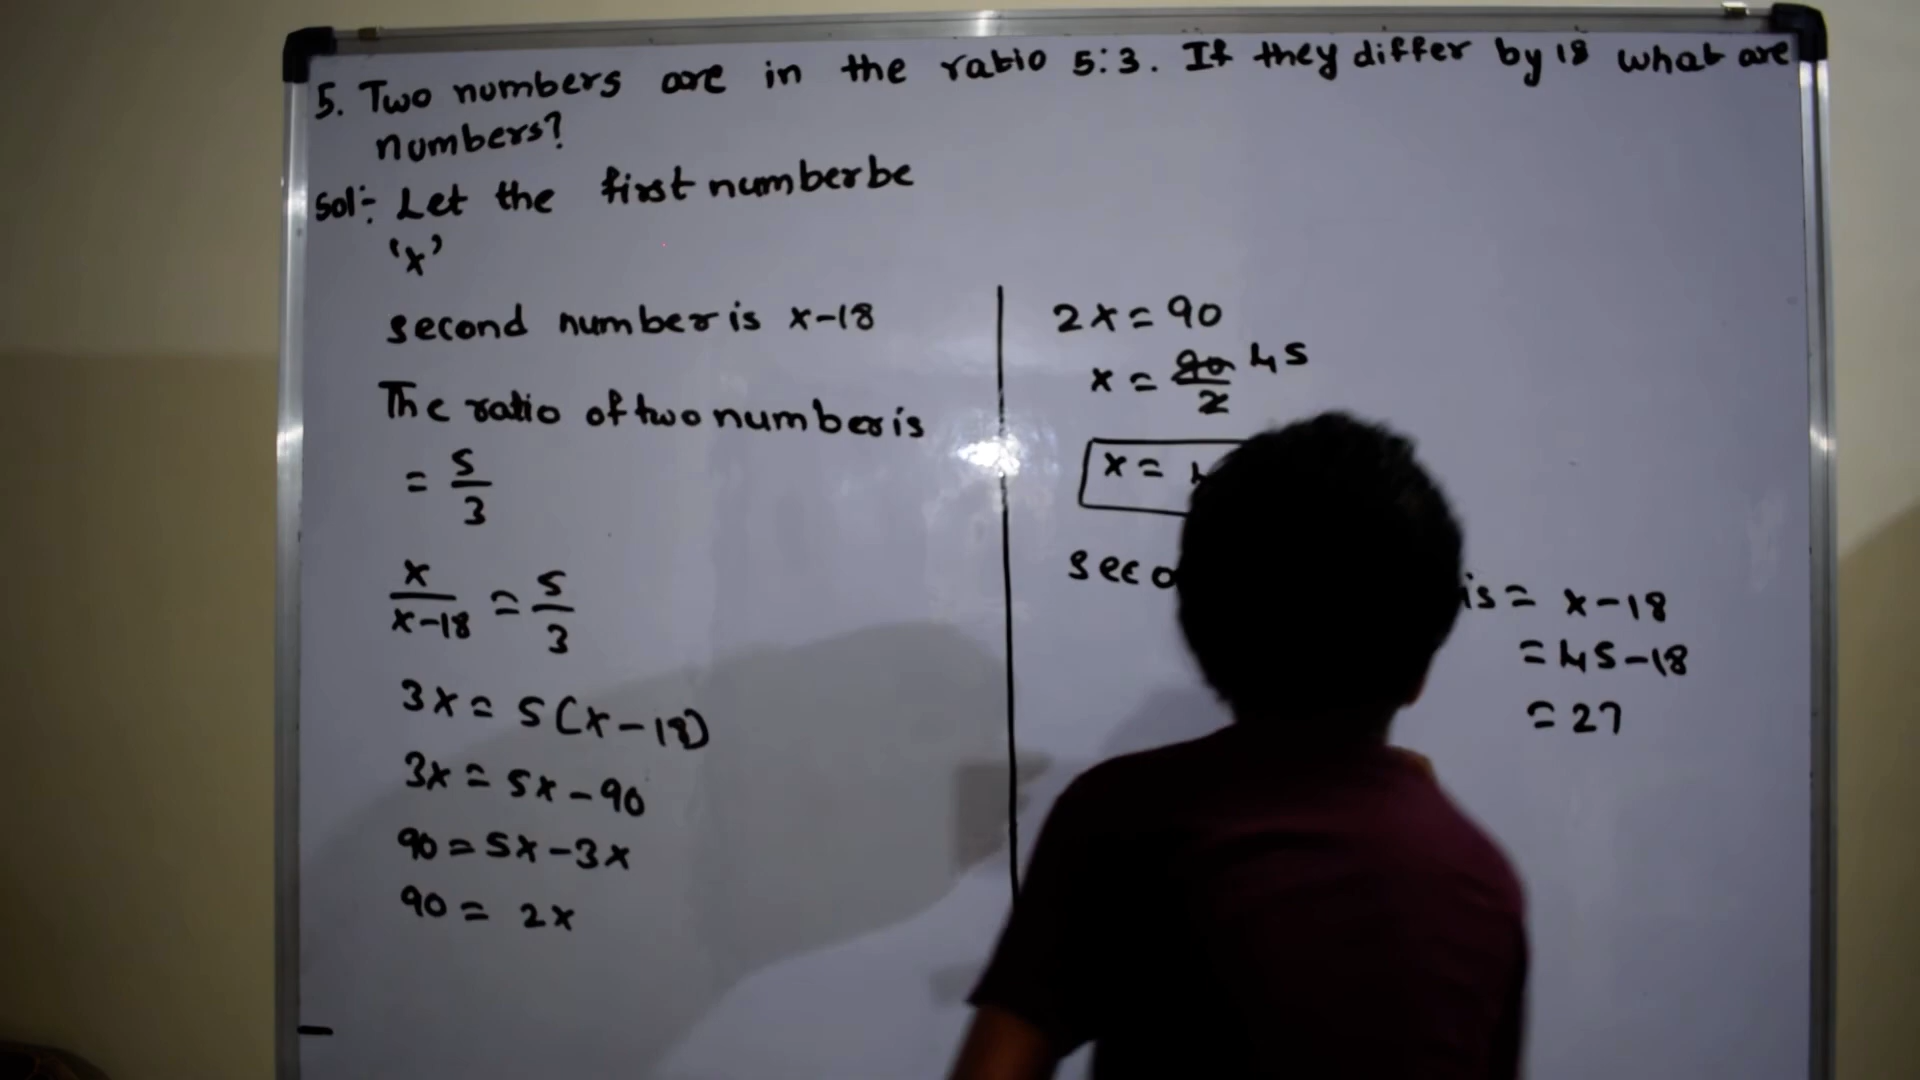 5. Two numbers are in the ratio 5:3. If they differ by 18 what are
numbers?
Sol:- Let the first number be
'x'
second number is x-18
The ratio of two number is
= 5/3
x/x-18 = 5/3
3x = 5(x-18)
3x = 5x-90
90 = 5x-3x
90 = 2x
2x = 90
x = 90/2 45
x =
is = x-18
= 45-18
= 27